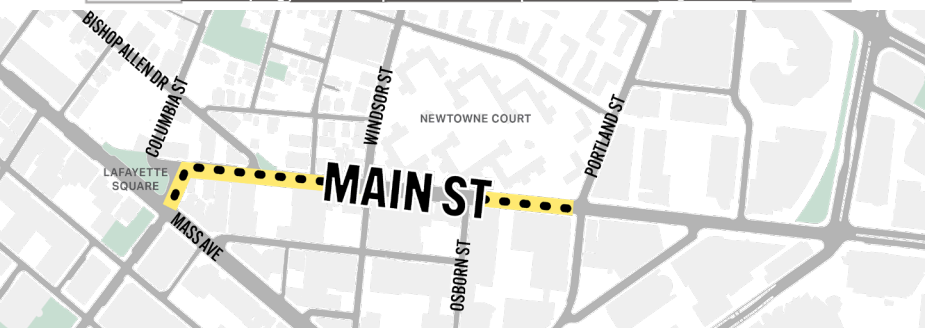 BISHOP ALLEN DR
COLUMBIA ST
WINDSOR ST
NEWTOWNE COURT
PORTLAND ST
LAFAYETTE
SQUARE
MAIN ST
MASS AVE
OSBORN ST